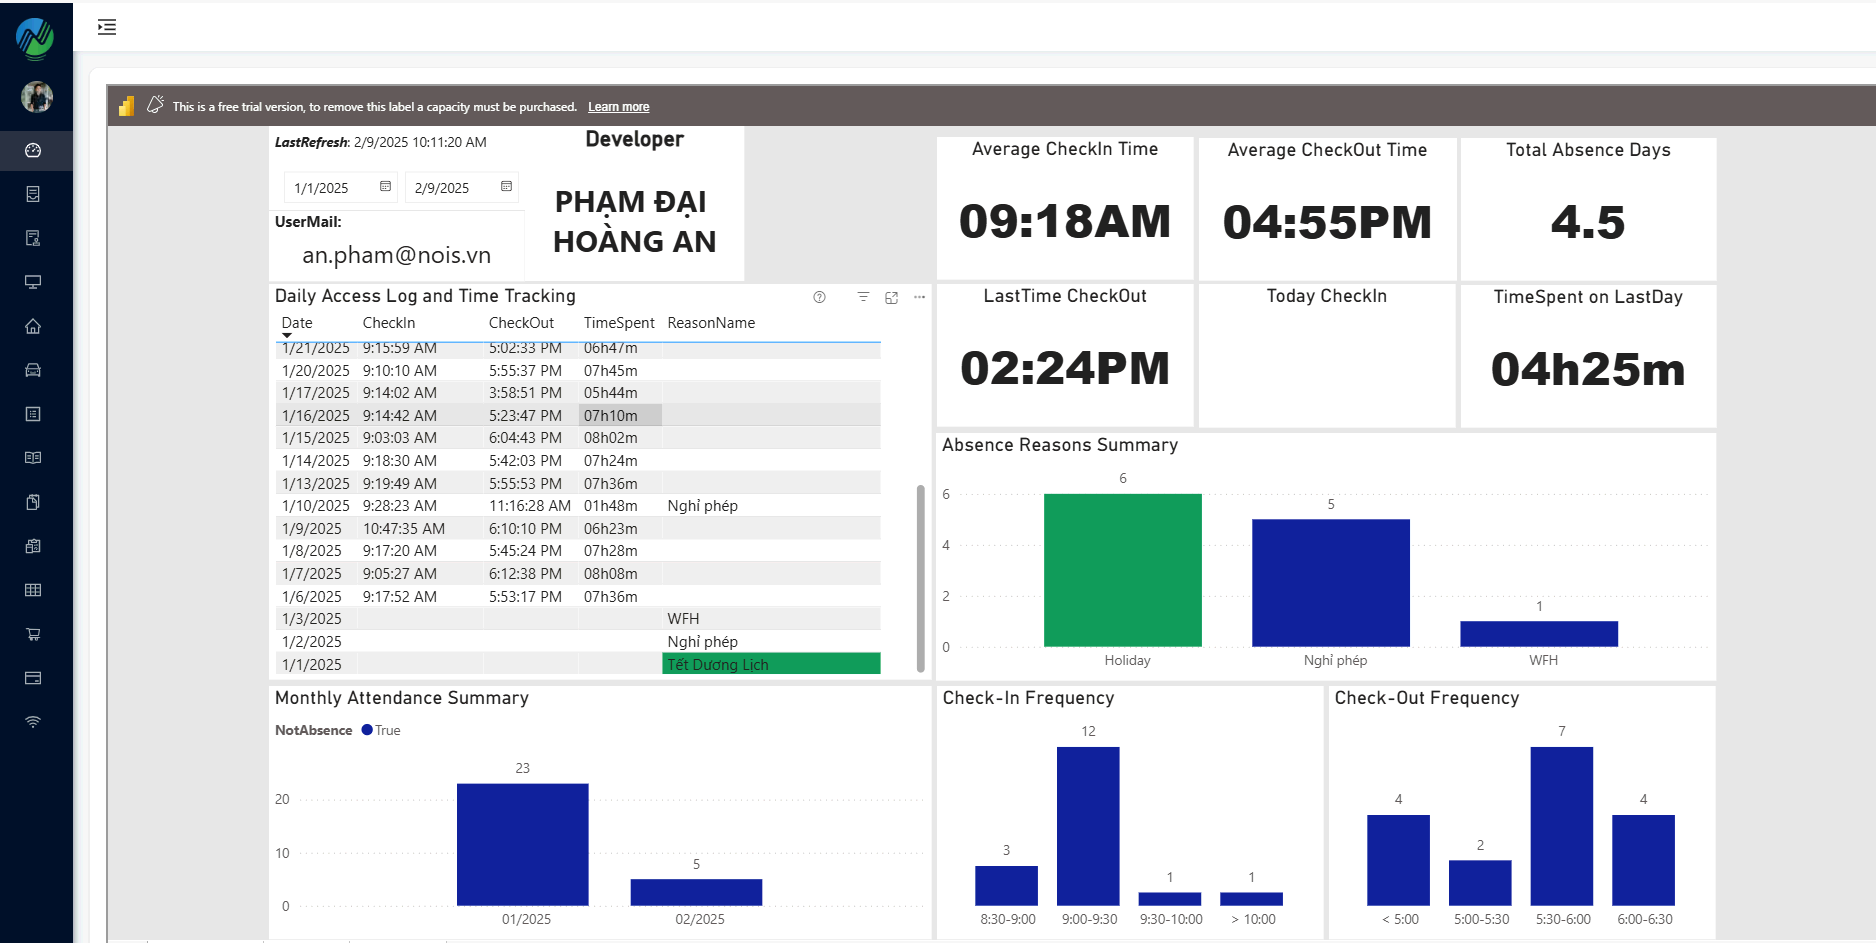 This is a free trial version, to remove this label a capacity must be purchased. Learn more
LastRefresh: 2/9/2025 10:11:20 AM
1/1/2025 2/9/2025
UserMail:
an.pham@nois.vn
Developer
PHẠM ĐẠI
HOÀNG AN
Average CheckIn Time
09:18AM
Average CheckOut Time
04:55PM
Total Absence Days
4.5
LastTime CheckOut
02:24PM
Today CheckIn
TimeSpent on LastDay
04h25m
Daily Access Log and Time Tracking
Date CheckIn CheckOut TimeSpent ReasonName
1/21/2025 9:15:59 AM 5:02:33 PM 06h47m
1/20/2025 9:10:10 AM 5:55:37 PM 07h45m
1/17/2025 9:14:02 AM 3:58:51 PM 05h44m
1/16/2025 9:14:42 AM 5:23:47 PM 07h10m
1/15/2025 9:03:03 AM 6:04:43 PM 08h02m
1/14/2025 9:18:30 AM 5:42:03 PM 07h24m
1/13/2025 9:19:49 AM 5:55:53 PM 07h36m
1/10/2025 9:28:23 AM 11:16:28 AM 01h48m Nghỉ phép
1/9/2025 10:47:35 AM 6:10:10 PM 06h23m
1/8/2025 9:17:20 AM 5:45:24 PM 07h28m
1/7/2025 9:05:27 AM 6:12:38 PM 08h08m
1/6/2025 9:17:52 AM 5:53:17 PM 07h36m
1/3/2025 WFH
1/2/2025 Nghỉ phép
1/1/2025 Tết Dương Lịch
Absence Reasons Summary
6
5
1
6
4
2
0
Holiday Nghỉ phép WFH
Monthly Attendance Summary
NotAbsence True
23
5
20
10
0
01/2025 02/2025
Check-In Frequency
3 12 1 1
8:30-9:00 9:00-9:30 9:30-10:00 > 10:00
Check-Out Frequency
4 2 7 4
< 5:00 5:00-5:30 5:30-6:00 6:00-6:30